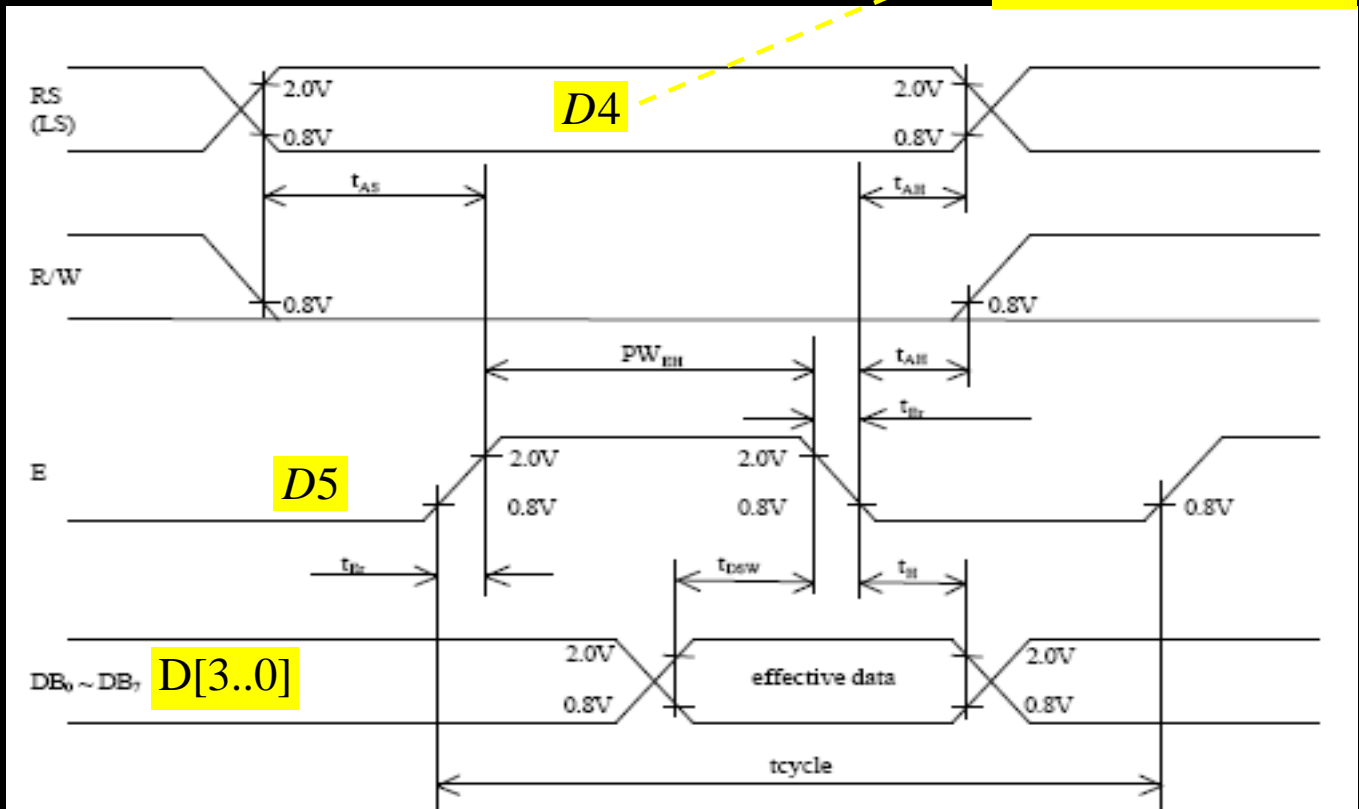 RS
(LS)
2.0V
0.8V
D4
2.0V
0.8V
tAS
tAH
R/W
0.8V
0.8V
PWEH
tAH
tEr
E
D5
2.0V
0.8V
2.0V
0.8V
0.8V
tEr
tDSW
tH
DB0 ~ DB7
D[3..0]
2.0V
0.8V
effective data
2.0V
0.8V
tcycle